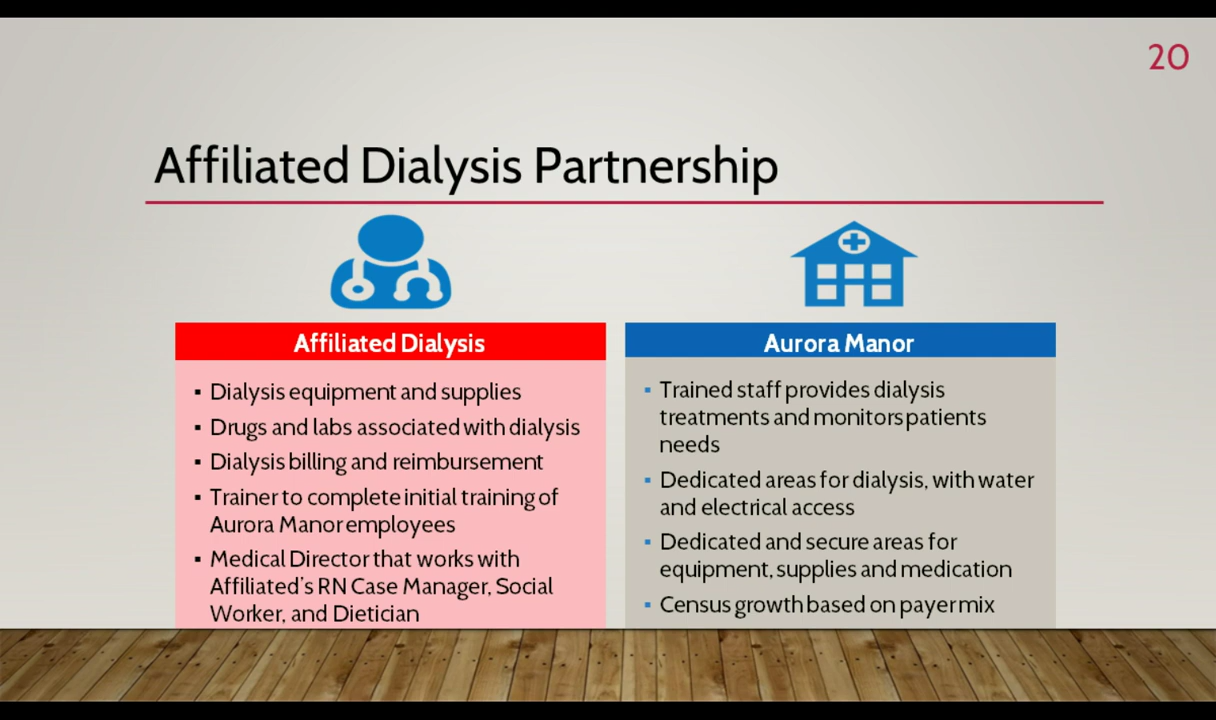 20
Affiliated Dialysis Partnership
Affiliated Dialysis
▪ Dialysis equipment and supplies
▪ Drugs and labs associated with dialysis
▪ Dialysis billing and reimbursement
▪ Trainer to complete initial training of
Aurora Manor employees
▪ Medical Director that works with
Affiliated's RN Case Manager, Social
Worker, and Dietician
Aurora Manor
▪ Trained staff provides dialysis
treatments and monitors patients
needs
▪ Dedicated areas for dialysis, with water
and electrical access
▪ Dedicated and secure areas for
equipment, supplies and medication
▪ Census growth based on payer mix